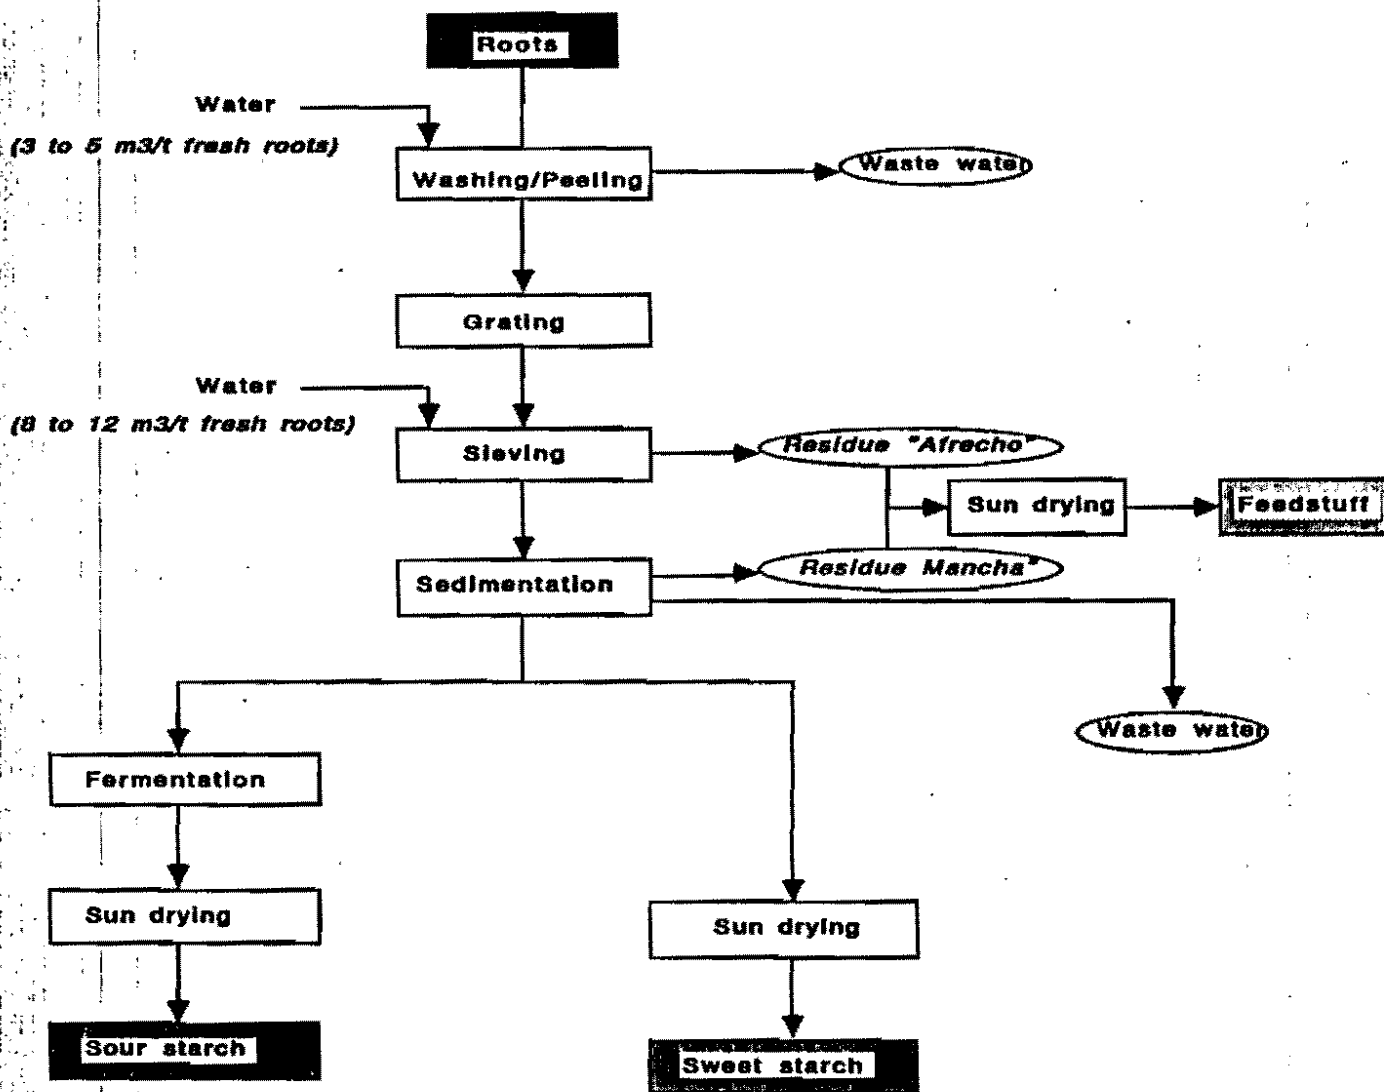 Roots
Water
(3 to 5 m3/t fresh roots)
Washing/Peeling
Waste water
Grating
Water
(8 to 12 m3/t fresh roots)
Sieving
Residue "Afrecho"
Sun drying
Feedstuff
Residue Mancha"
Sedimentation
Waste water
Fermentation
Sun drying
Sun drying
Sour starch
Sweet starch